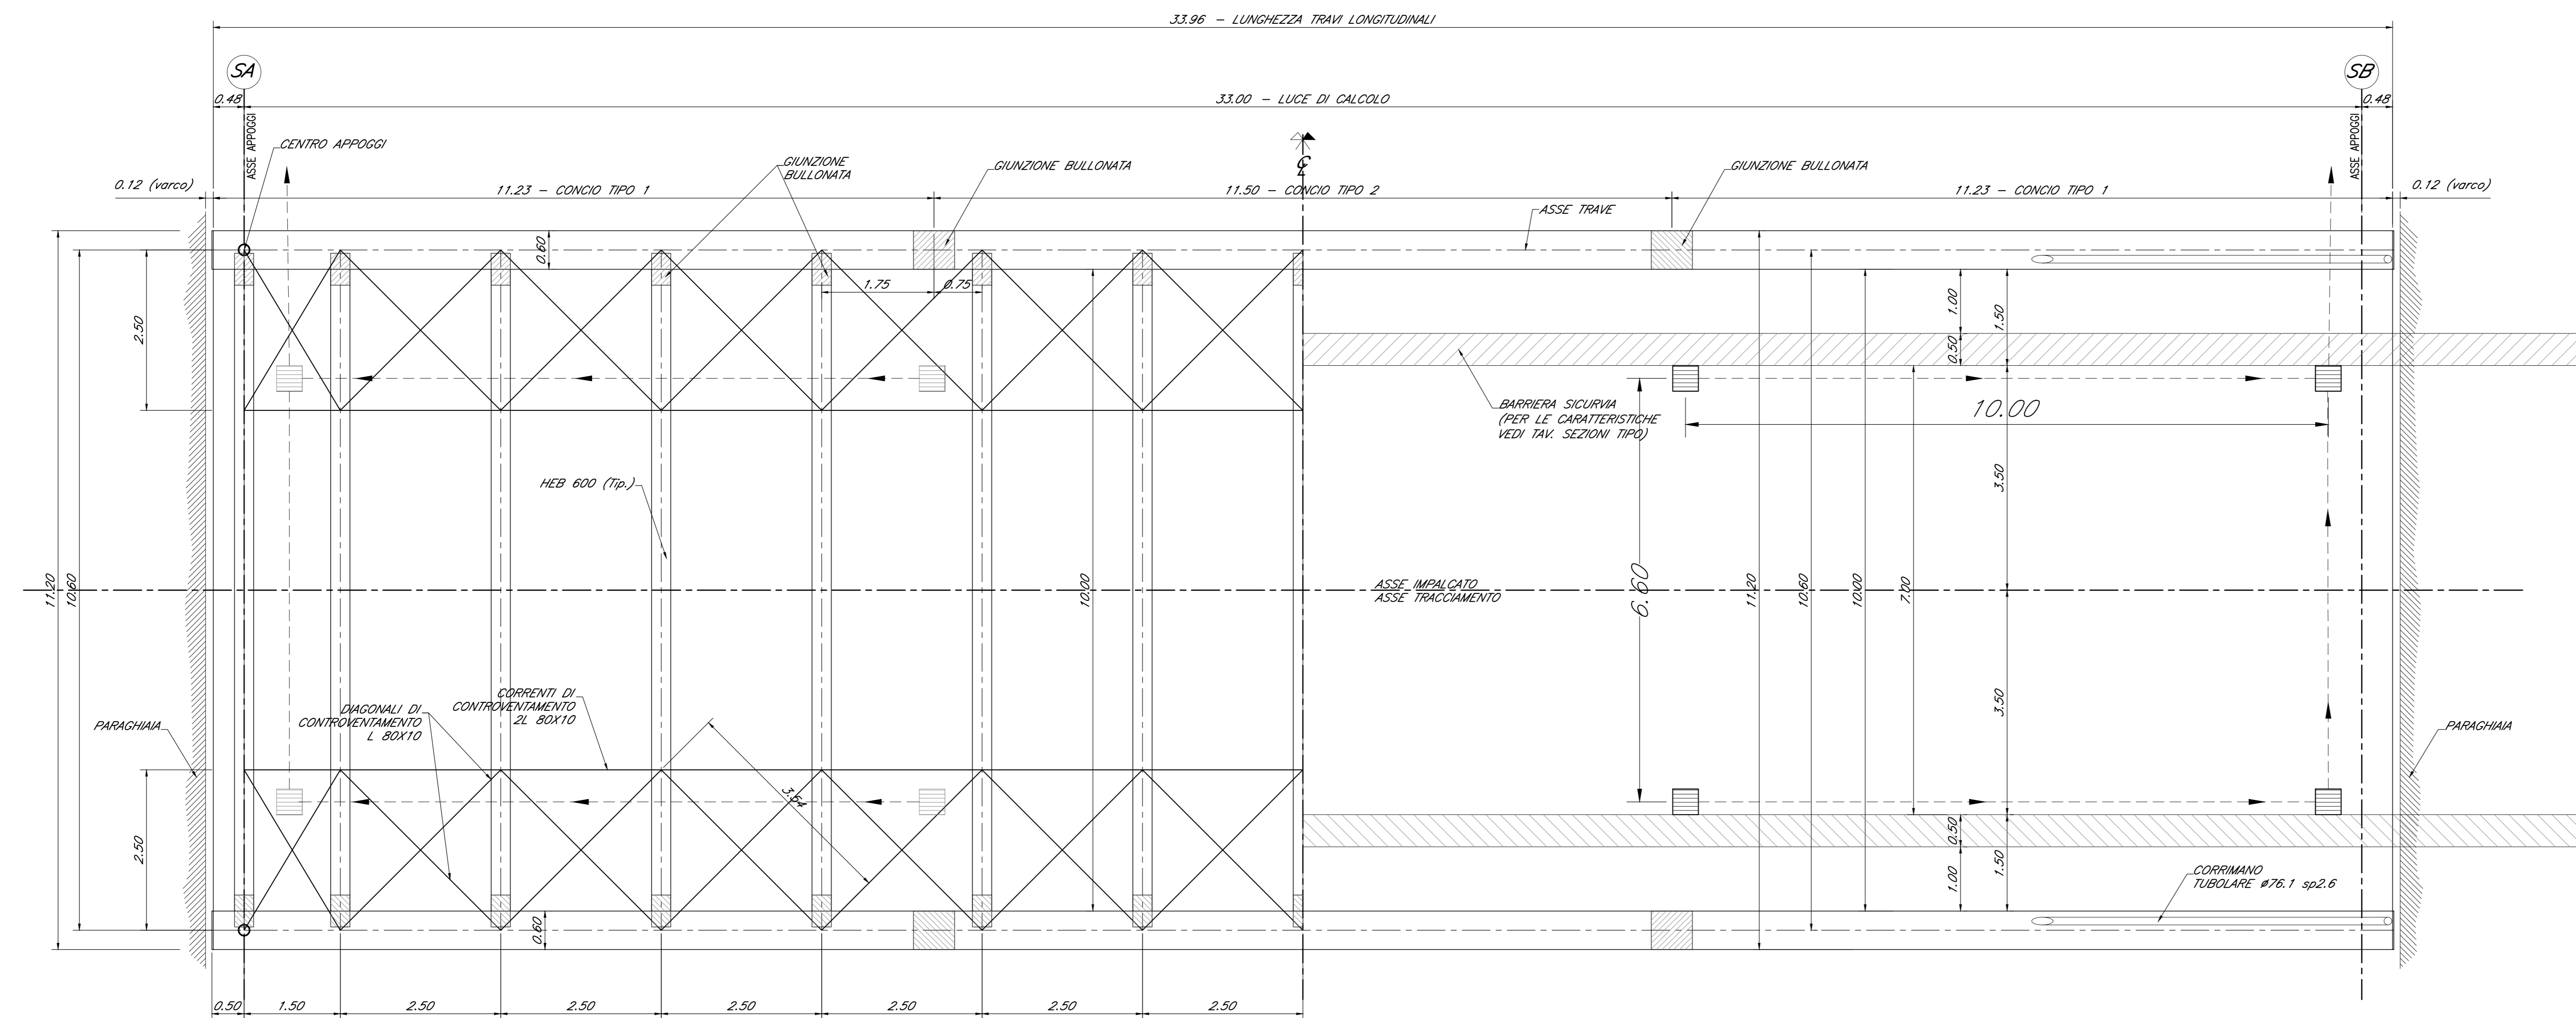 33.96 – LUNGHEZZA TRAVI LONGITUDINALI
SA
SB
0.48
33.00 – LUCE DI CALCOLO
0.48
ASSE APPOGGI
ASSE APPOGGI
CENTRO APPOGGI
GIUNZIONE
BULLONATA
GIUNZIONE BULLONATA
GIUNZIONE BULLONATA
0.12 (varco)
11.23 – CONCIO TIPO 1
11.50 – CONCIO TIPO 2
11.23 – CONCIO TIPO 1
0.12 (varco)
ASSE TRAVE
0.60
1.75
0.75
2.50
1.00
0.50
1.50
BARRIERA SICURVIA
(PER LE CARATTERISTICHE
VEDI TAV. SEZIONI TIPO)
10.00
HEB 600 (Tip.)
3.50
11.20
10.60
10.00
ASSE IMPALCATO
ASSE TRACCIAMENTO
6.60
11.20
10.60
10.00
7.00
3.50
CORRENTI DI
CONTROVENTAMENTO
2L 80X10
DIAGONALI DI
CONTROVENTAMENTO
L 80X10
PARAGHIAIA
PARAGHIAIA
3.54
2.50
0.50
1.00
1.50
CORRIMANO
TUBOLARE ø76.1 sp2.6
0.60
0.50
1.50
2.50
2.50
2.50
2.50
2.50
2.50